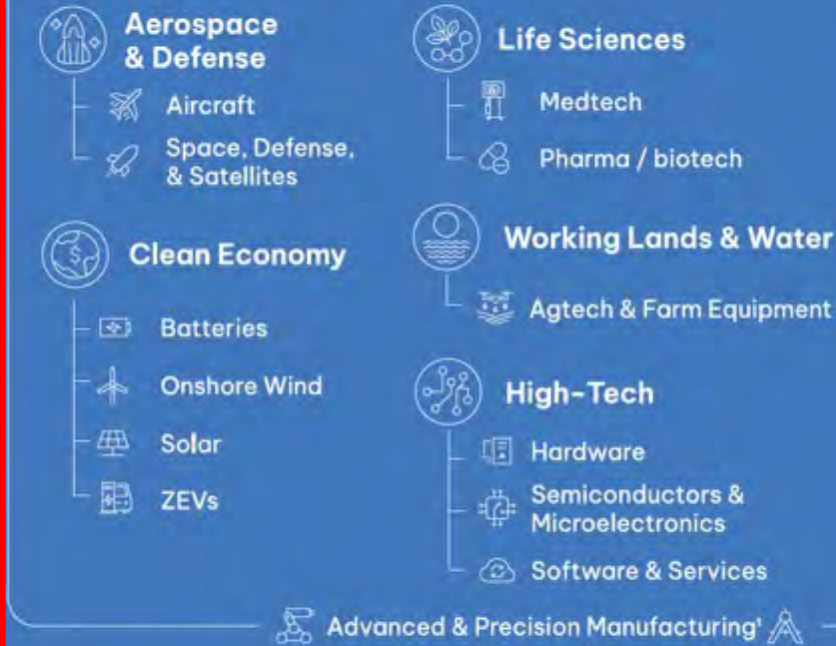 Aerospace
& Defense
Aircraft
Space, Defense,
& Satellites
Clean Economy
Batteries
Onshore Wind
Solar
ZEVs
Life Sciences
Medtech
Pharma / biotech
Working Lands & Water
Agtech & Farm Equipment
High-Tech
Hardware
Semiconductors &
Microelectronics
Software & Services
Advanced & Precision Manufacturing¹